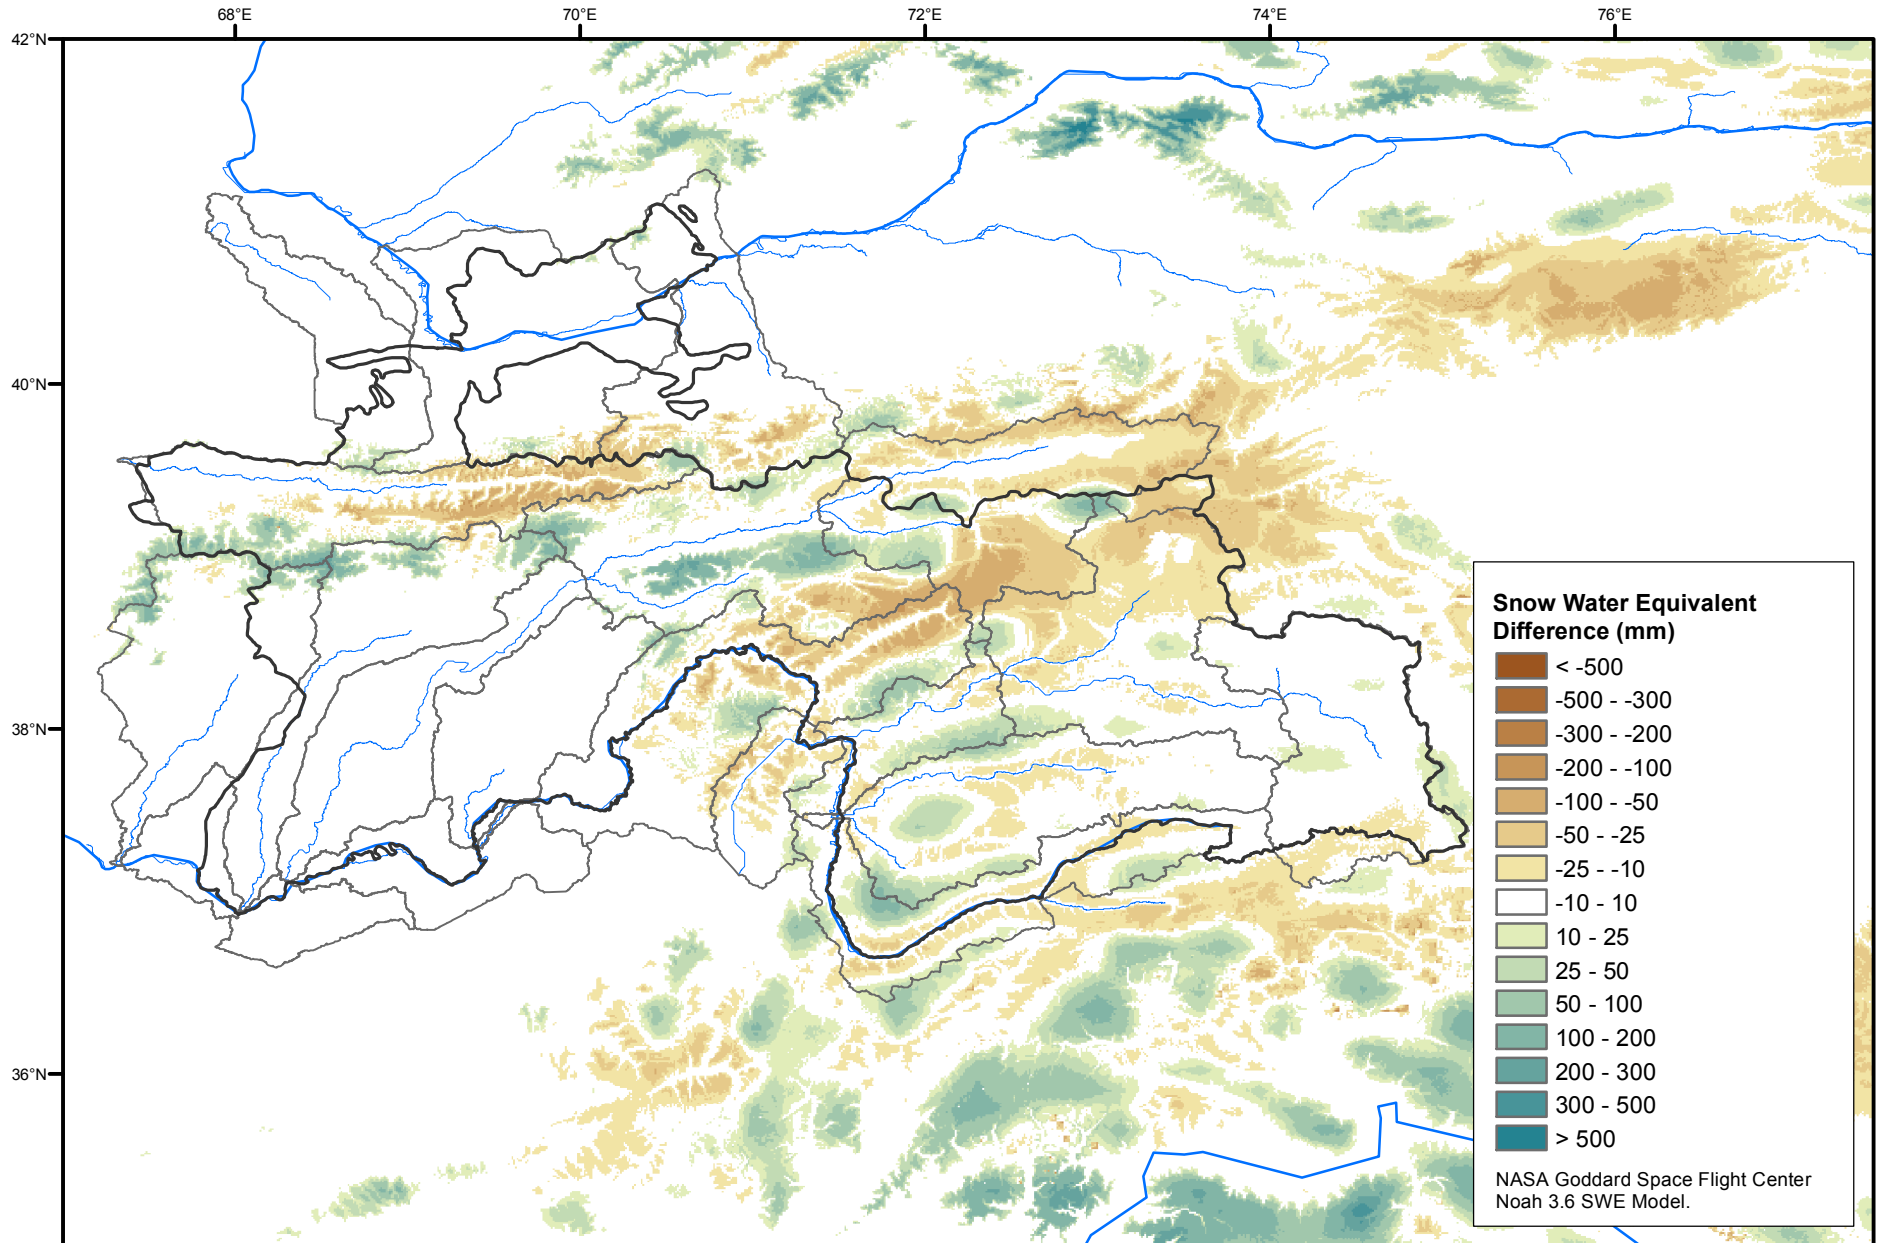 68°E
70°E
72°E
74°E
76°E
42°N
40°N
38°N
36°N
Snow Water Equivalent
Difference (mm)
< -500
-500 - -300
-300 - -200
-200 - -100
-100 - -50
-50 - -25
-25 - -10
-10 - 10
10 - 25
25 - 50
50 - 100
100 - 200
200 - 300
300 - 500
> 500
NASA Goddard Space Flight Center
Noah 3.6 SWE Model.